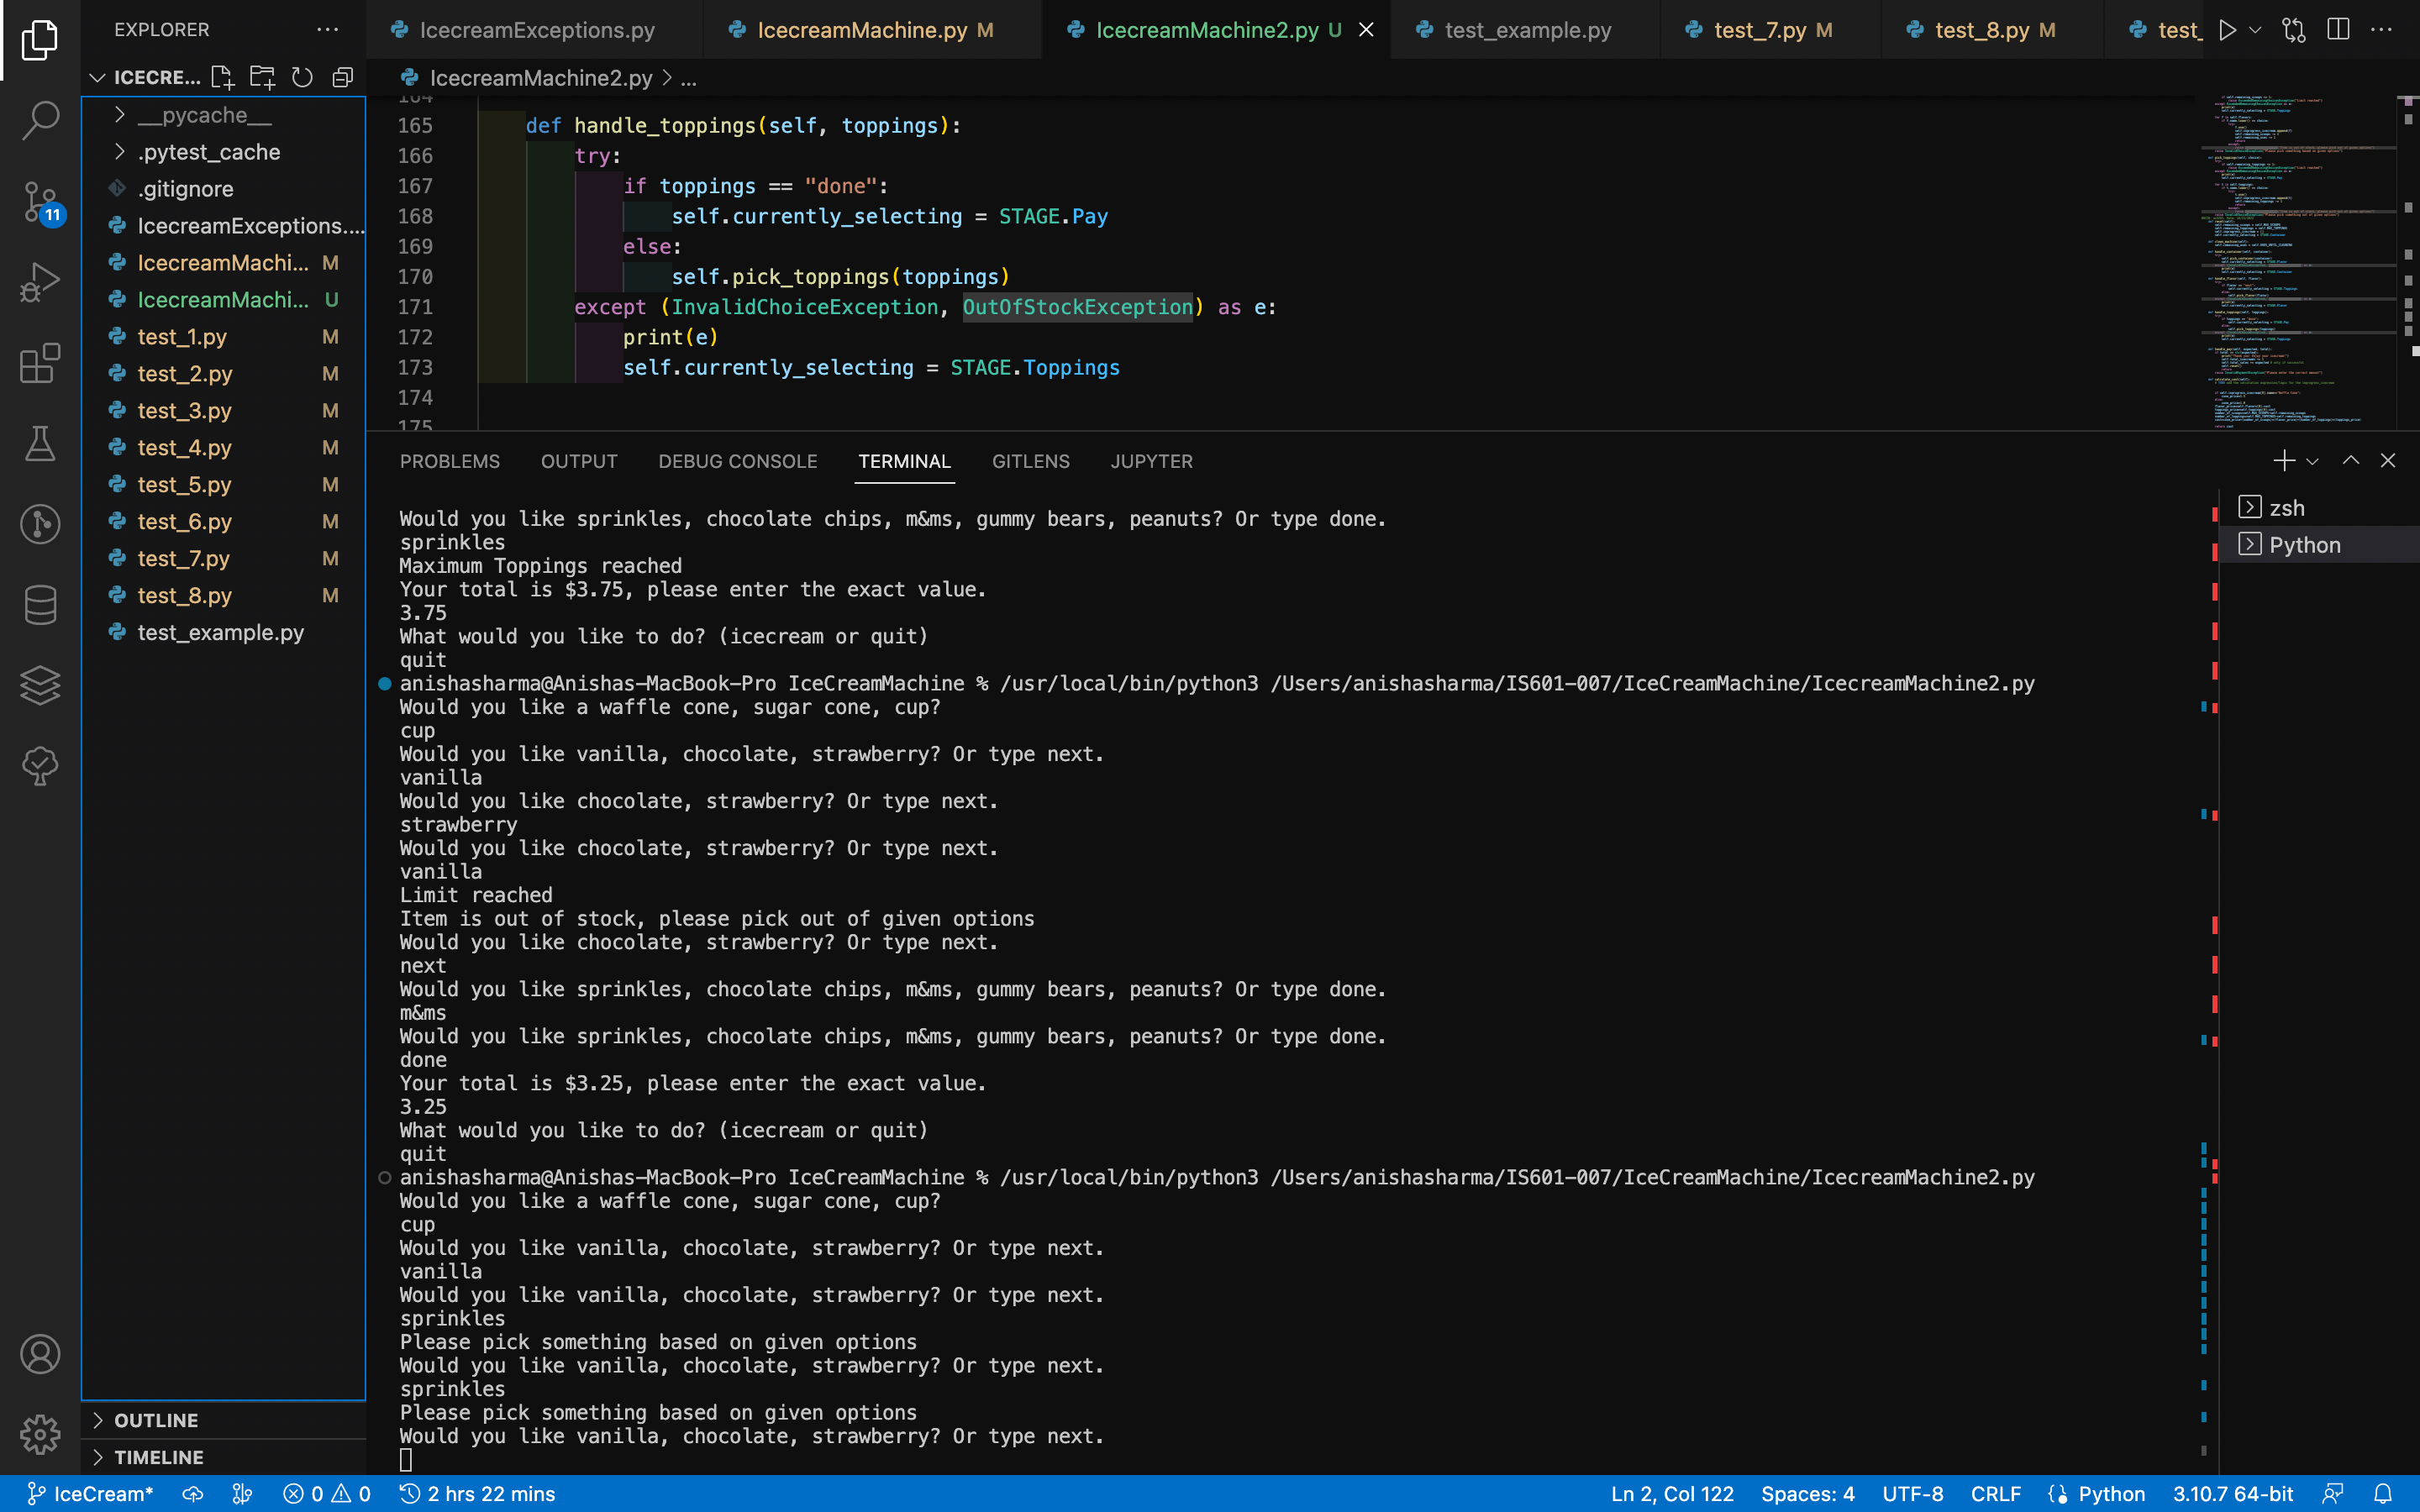 EXPLORER
ICECRE...
__pycache__
.pytest_cache
.gitignore
IcecreamExceptions....
IcecreamMachi... M
IcecreamMachi... U
test_1.py M
test_2.py M
test_3.py M
test_4.py M
test_5.py M
test_6.py M
test_7.py M
test_8.py M
test_example.py
OUTLINE
TIMELINE
11
IcecreamExceptions.py IcecreamMachine.py M IcecreamMachine2.py U test_example.py test_7.py M test_8.py M test_
IcecreamMachine2.py > ...
164
165 def handle_toppings(self, toppings):
166 try:
167 if toppings == "done":
168 self.currently_selecting = STAGE.Pay
169 else:
170 self.pick_toppings(toppings)
171 except (InvalidChoiceException, OutOfStockException) as e:
172 print(e)
173 self.currently_selecting = STAGE.Toppings
174
175
PROBLEMS OUTPUT DEBUG CONSOLE TERMINAL GITLENS JUPYTER
zsh
Python
Would you like sprinkles, chocolate chips, m&ms, gummy bears, peanuts? Or type done.
sprinkles
Maximum Toppings reached
Your total is $3.75, please enter the exact value.
3.75
What would you like to do? (icecream or quit)
quit
anishasharma@Anishas-MacBook-Pro IceCreamMachine % /usr/local/bin/python3 /Users/anishasharma/IS601-007/IceCreamMachine/IcecreamMachine2.py
Would you like a waffle cone, sugar cone, cup?
cup
Would you like vanilla, chocolate, strawberry? Or type next.
vanilla
Would you like chocolate, strawberry? Or type next.
strawberry
Would you like chocolate, strawberry? Or type next.
vanilla
Limit reached
Item is out of stock, please pick out of given options
Would you like chocolate, strawberry? Or type next.
next
Would you like sprinkles, chocolate chips, m&ms, gummy bears, peanuts? Or type done.
m&ms
Would you like sprinkles, chocolate chips, m&ms, gummy bears, peanuts? Or type done.
done
Your total is $3.25, please enter the exact value.
3.25
What would you like to do? (icecream or quit)
quit
anishasharma@Anishas-MacBook-Pro IceCreamMachine % /usr/local/bin/python3 /Users/anishasharma/IS601-007/IceCreamMachine/IcecreamMachine2.py
Would you like a waffle cone, sugar cone, cup?
cup
Would you like vanilla, chocolate, strawberry? Or type next.
vanilla
Would you like vanilla, chocolate, strawberry? Or type next.
sprinkles
Please pick something based on given options
Would you like vanilla, chocolate, strawberry? Or type next.
sprinkles
Please pick something based on given options
Would you like vanilla, chocolate, strawberry? Or type next.
IceCream* 0 0 2 hrs 22 mins Ln 2, Col 122 Spaces: 4 UTF-8 CRLF Python 3.10.7 64-bit